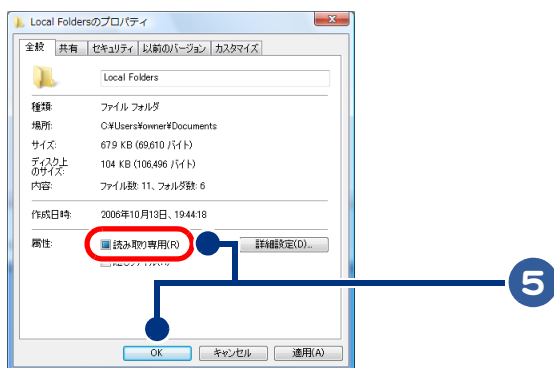 Local Foldersのプロパティ
全般 共有 セキュリティ 以前のバージョン カスタマイズ
Local Folders
種類: ファイル フォルダ
場所: C:¥Users¥owner¥Documents
サイズ: 67.9 KB (69,610 バイト)
ディスク上のサイズ: 104 KB (106,496 バイト)
内容: ファイル数: 11、フォルダ数: 6
作成日時: 2006年10月13日、19:44:18
属性: 読み取り専用(R) 詳細設定(D)...
5
OK キャンセル 適用(A)